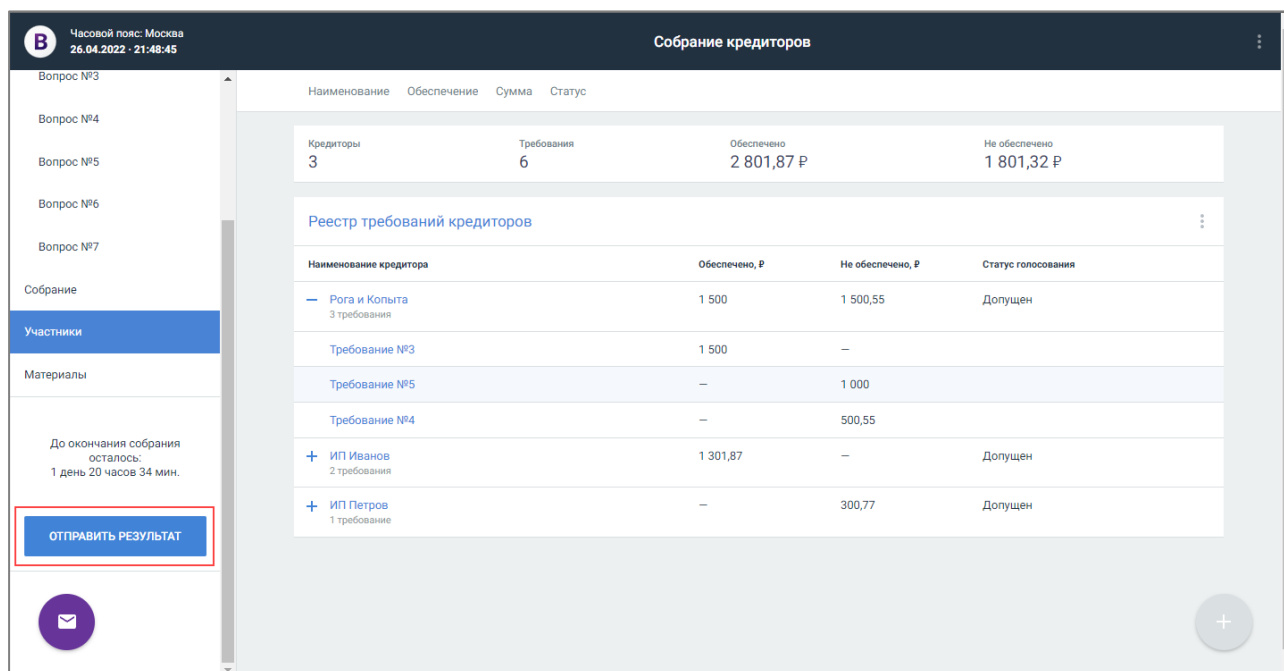 B
Часовой пояс: Москва
26.04.2022 · 21:48:45
Собрание кредиторов
Вопрос №3
Вопрос №4
Вопрос №5
Вопрос №6
Вопрос №7
Собрание
Участники
Материалы
До окончания собрания
осталось:
1 день 20 часов 34 мин.
ОТПРАВИТЬ РЕЗУЛЬТАТ
Наименование Обеспечение Сумма Статус
Кредиторы Требования Обеспечено Не обеспечено
3 6 2 801,87 ₽ 1 801,32 ₽
Реестр требований кредиторов
Наименование кредитора Обеспечено, ₽ Не обеспечено, ₽ Статус голосования
— Рога и Копыта 1 500 1 500,55 Допущен
3 требования
Требование №3 1 500 —
Требование №5 — 1 000
Требование №4 — 500,55
+ ИП Иванов 1 301,87 — Допущен
2 требования
+ ИП Петров — 300,77 Допущен
1 требование
+